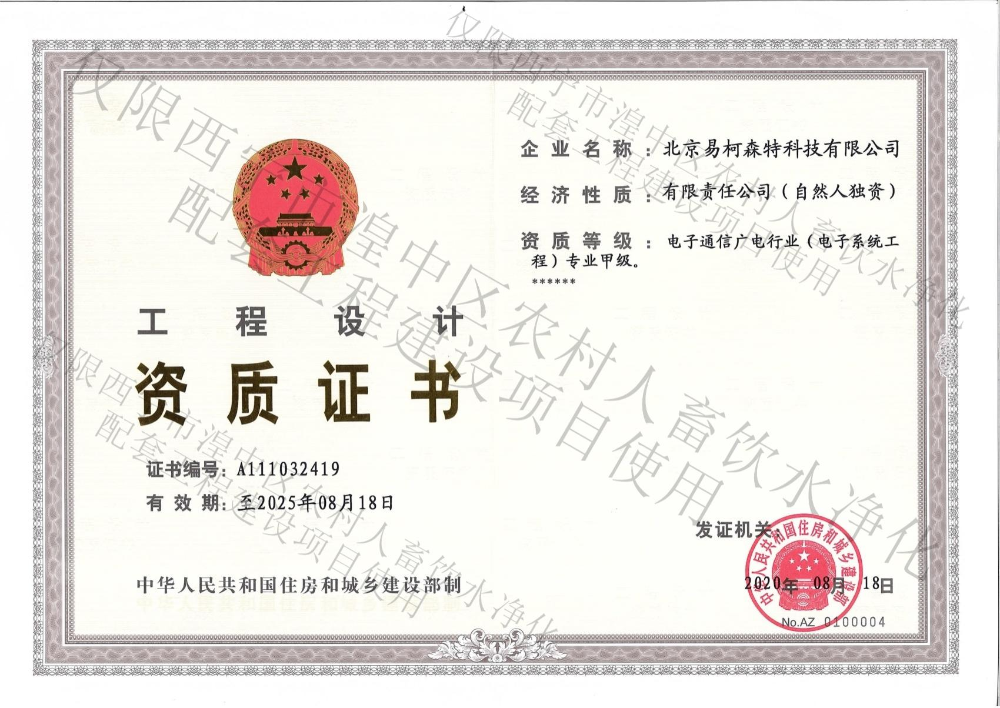 工程设计
资质证书
证书编号：A111032419
有效期：至2025年08月18日
中华人民共和国住房和城乡建设部制
企业名称：北京易柯森特科技有限公司
经济性质：有限责任公司（自然人独资）
资质等级：电子通信广电行业（电子系统工
程）专业甲级。
******
发证机关：
中华人民共和国住房和城乡建设部
2020年 08月 18日
No.AZ 0100004
仅限西宁市湟中区农村人畜饮水净化
配套工程建设项目使用
仅限西宁市湟中区农村人畜饮水净化
配套工程建设项目使用
仅限西宁市湟中区农村人畜饮水净化
配套工程建设项目使用